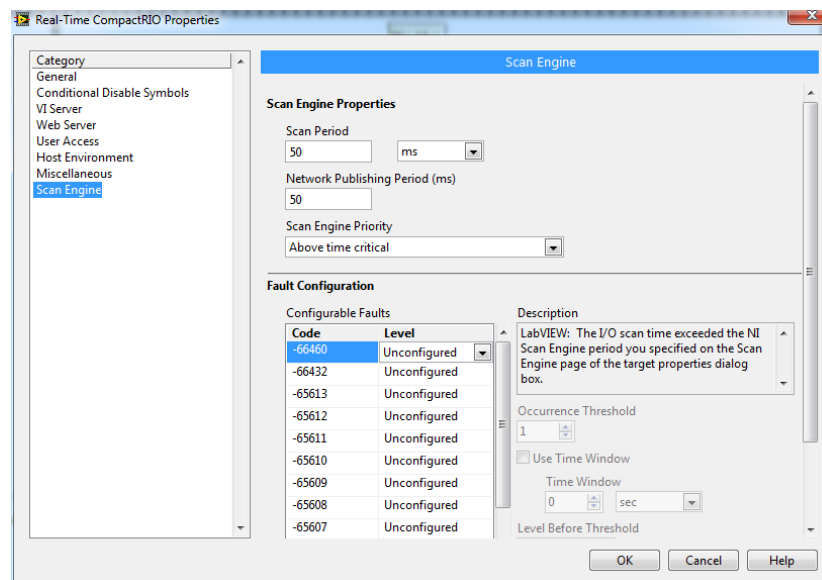 Real-Time CompactRIO Properties
Category
General
Conditional Disable Symbols
VI Server
Web Server
User Access
Host Environment
Miscellaneous
Scan Engine
Scan Engine
Scan Engine Properties
Scan Period
50 ms
Network Publishing Period (ms)
50
Scan Engine Priority
Above time critical
Fault Configuration
Configurable Faults
Code Level
-66460 Unconfigured
-66432 Unconfigured
-65613 Unconfigured
-65612 Unconfigured
-65611 Unconfigured
-65610 Unconfigured
-65609 Unconfigured
-65608 Unconfigured
-65607 Unconfigured
Description
LabVIEW: The I/O scan time exceeded the NI
Scan Engine period you specified on the Scan
Engine page of the target properties dialog
box.
Occurrence Threshold
1
Use Time Window
Time Window
0 sec
Level Before Threshold
OK Cancel Help